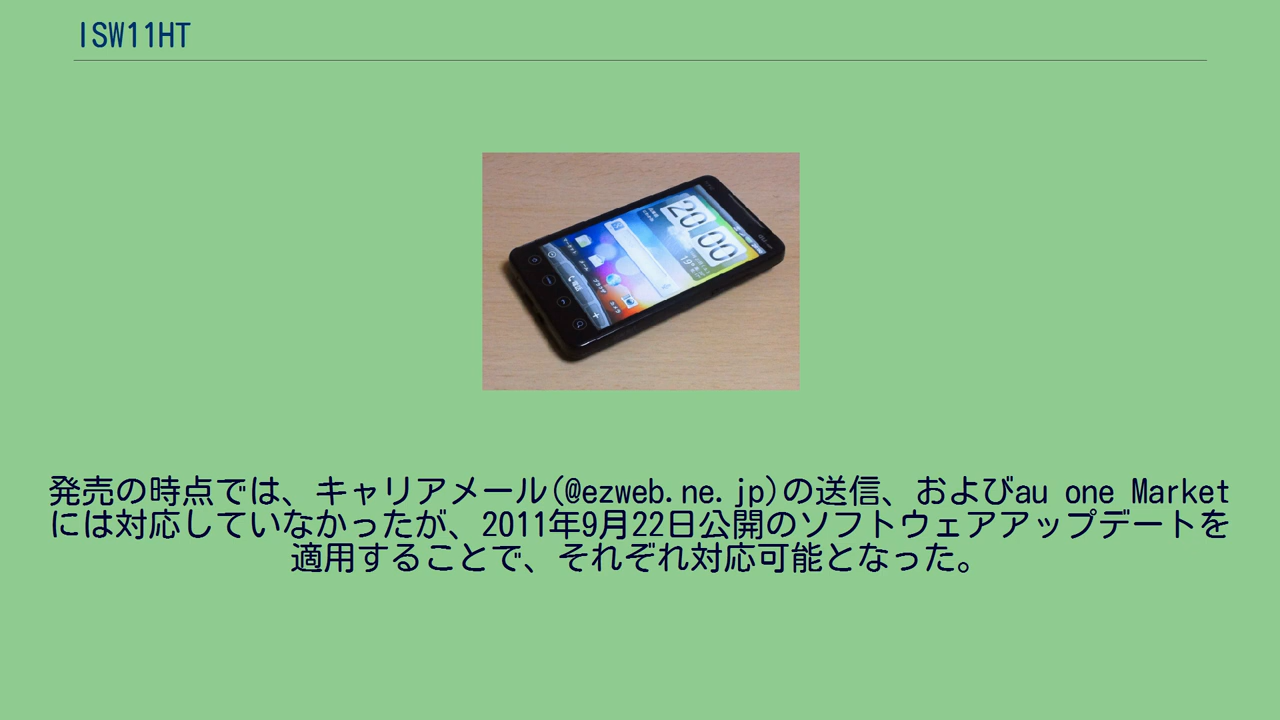 ISW11HT
20:00
発売の時点では、キャリアメール(@ezweb.ne.jp)の送信、およびau one Market
には対応していなかったが、2011年9月22日公開のソフトウェアアップデートを
適用することで、それぞれ対応可能となった。